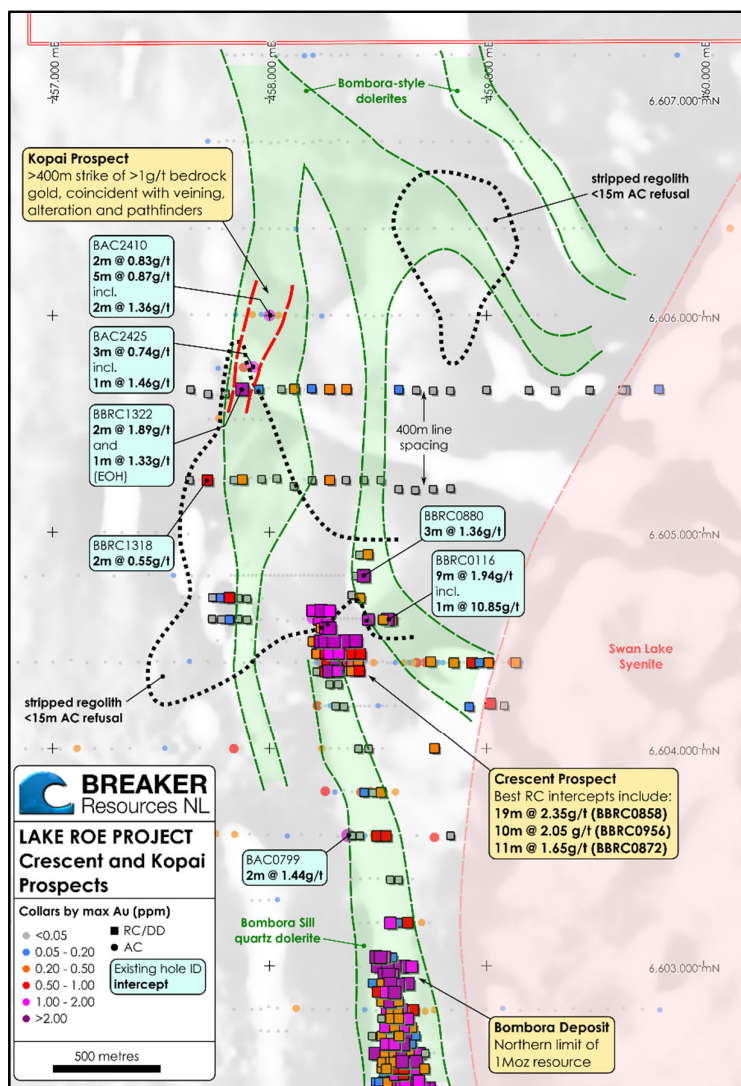 457.000 mE
458.000 mE
459.000 mE
460.000 mE
Bombora-style
dolerites
6,607.000 mN
Kopai Prospect
>400m strike of >1g/t bedrock
gold, coincident with veining,
alteration and pathfinders
stripped regolith
<15m AC refusal
BAC2410
2m @ 0.83g/t
5m @ 0.87g/t
incl.
2m @ 1.36g/t
6,606.000 mN
BAC2425
3m @ 0.74g/t
incl.
1m @ 1.46g/t
BBRC1322
2m @ 1.89g/t
and
1m @ 1.33g/t
(EOH)
400m line
spacing
BBRC1318
2m @ 0.55g/t
BBRC0880
3m @ 1.36g/t
6,605.000 mN
BBRC0116
9m @ 1.94g/t
incl.
1m @ 10.85g/t
Swan Lake
Syenite
stripped regolith
<15m AC refusal
6,604.000 mN
Crescent Prospect
Best RC intercepts include:
19m @ 2.35g/t (BBRC0858)
10m @ 2.05 g/t (BBRC0956)
11m @ 1.65g/t (BBRC0872)
BAC0799
2m @ 1.44g/t
Bombora Sill
quartz dolerite
6,603.000 mN
Bombora Deposit
Northern limit of
1Moz resource
BREAKER
Resources NL
LAKE ROE PROJECT
Crescent and Kopai
Prospects
Collars by max Au (ppm)
<0.05
0.05 - 0.20
0.20 - 0.50
0.50 - 1.00
1.00 - 2.00
>2.00
RC/DD
AC
Existing hole ID
intercept
500 metres